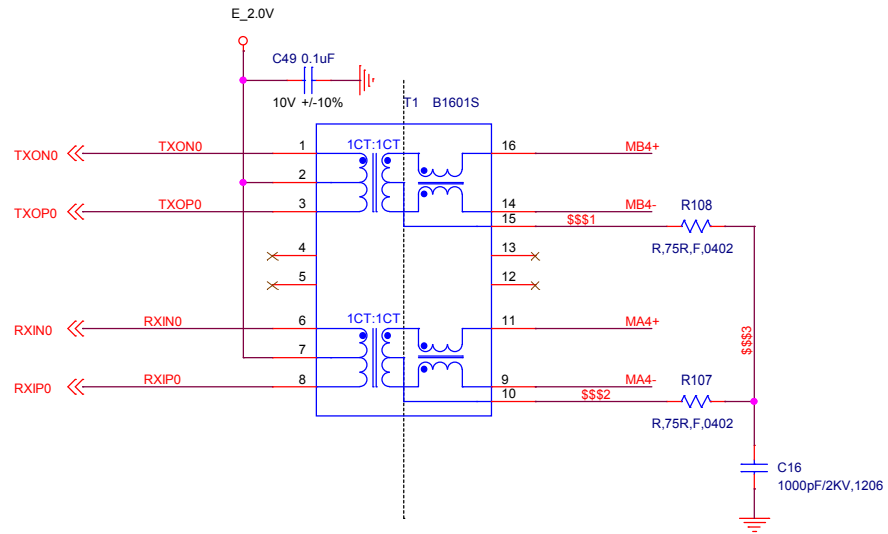 E_2.0V
C49 0.1uF
10V +/-10%
T1 B1601S
TXON0 TXON0 1 1CT:1CT 16 MB4+
2
TXOP0 TXOP0 3 14 MB4-
15 $$$1 R108
R,75R,F,0402
4 13
5 12
RXIN0 RXIN0 6 1CT:1CT 11 MA4+
7
$$$3
RXIP0 RXIP0 8 9 MA4- R107
10 $$$2
R,75R,F,0402
C16
1000pF/2KV,1206